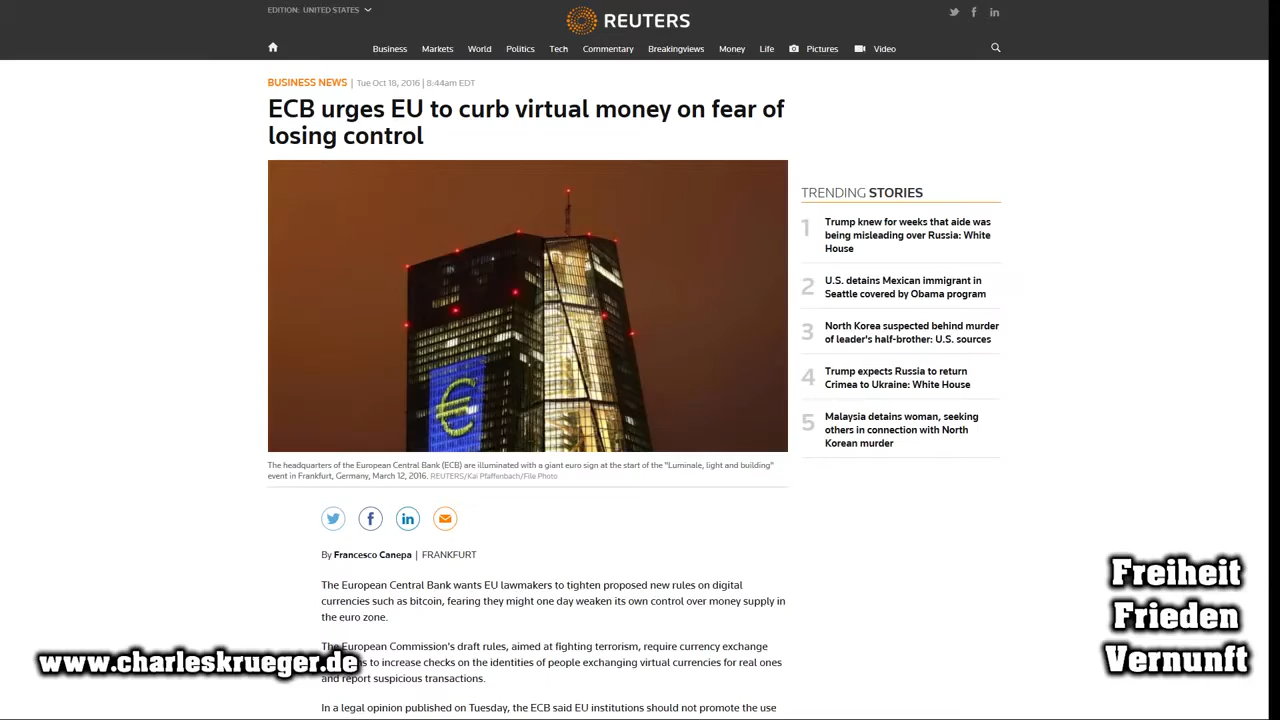 EDITION: UNITED STATES
REUTERS
Business Markets World Politics Tech Commentary Breakingviews Money Life Pictures Video
BUSINESS NEWS | Tue Oct 18, 2016 | 8:44am EDT
ECB urges EU to curb virtual money on fear of
losing control
€
The headquarters of the European Central Bank (ECB) are illuminated with a giant euro sign at the start of the "Luminale, light and building"
event in Frankfurt, Germany, March 12, 2016. REUTERS/Kai Pfaffenbach/File Photo
By Francesco Canepa | FRANKFURT
The European Central Bank wants EU lawmakers to tighten proposed new rules on digital
currencies such as bitcoin, fearing they might one day weaken its own control over money supply in
the euro zone.
The European Commission's draft rules, aimed at fighting terrorism, require currency exchange
to increase checks on the identities of people exchanging virtual currencies for real ones
and report suspicious transactions.
In a legal opinion published on Tuesday, the ECB said EU institutions should not promote the use
TRENDING STORIES
1 Trump knew for weeks that aide was
being misleading over Russia: White
House
2 U.S. detains Mexican immigrant in
Seattle covered by Obama program
3 North Korea suspected behind murder
of leader's half-brother: U.S. sources
4 Trump expects Russia to return
Crimea to Ukraine: White House
5 Malaysia detains woman, seeking
others in connection with North
Korean murder
www.charleskrueger.de
Freiheit
Frieden
Vernunft